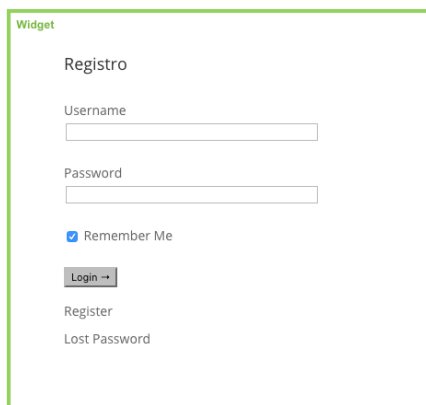 Widget
Registro
Username
Password
Remember Me
Login →
Register
Lost Password